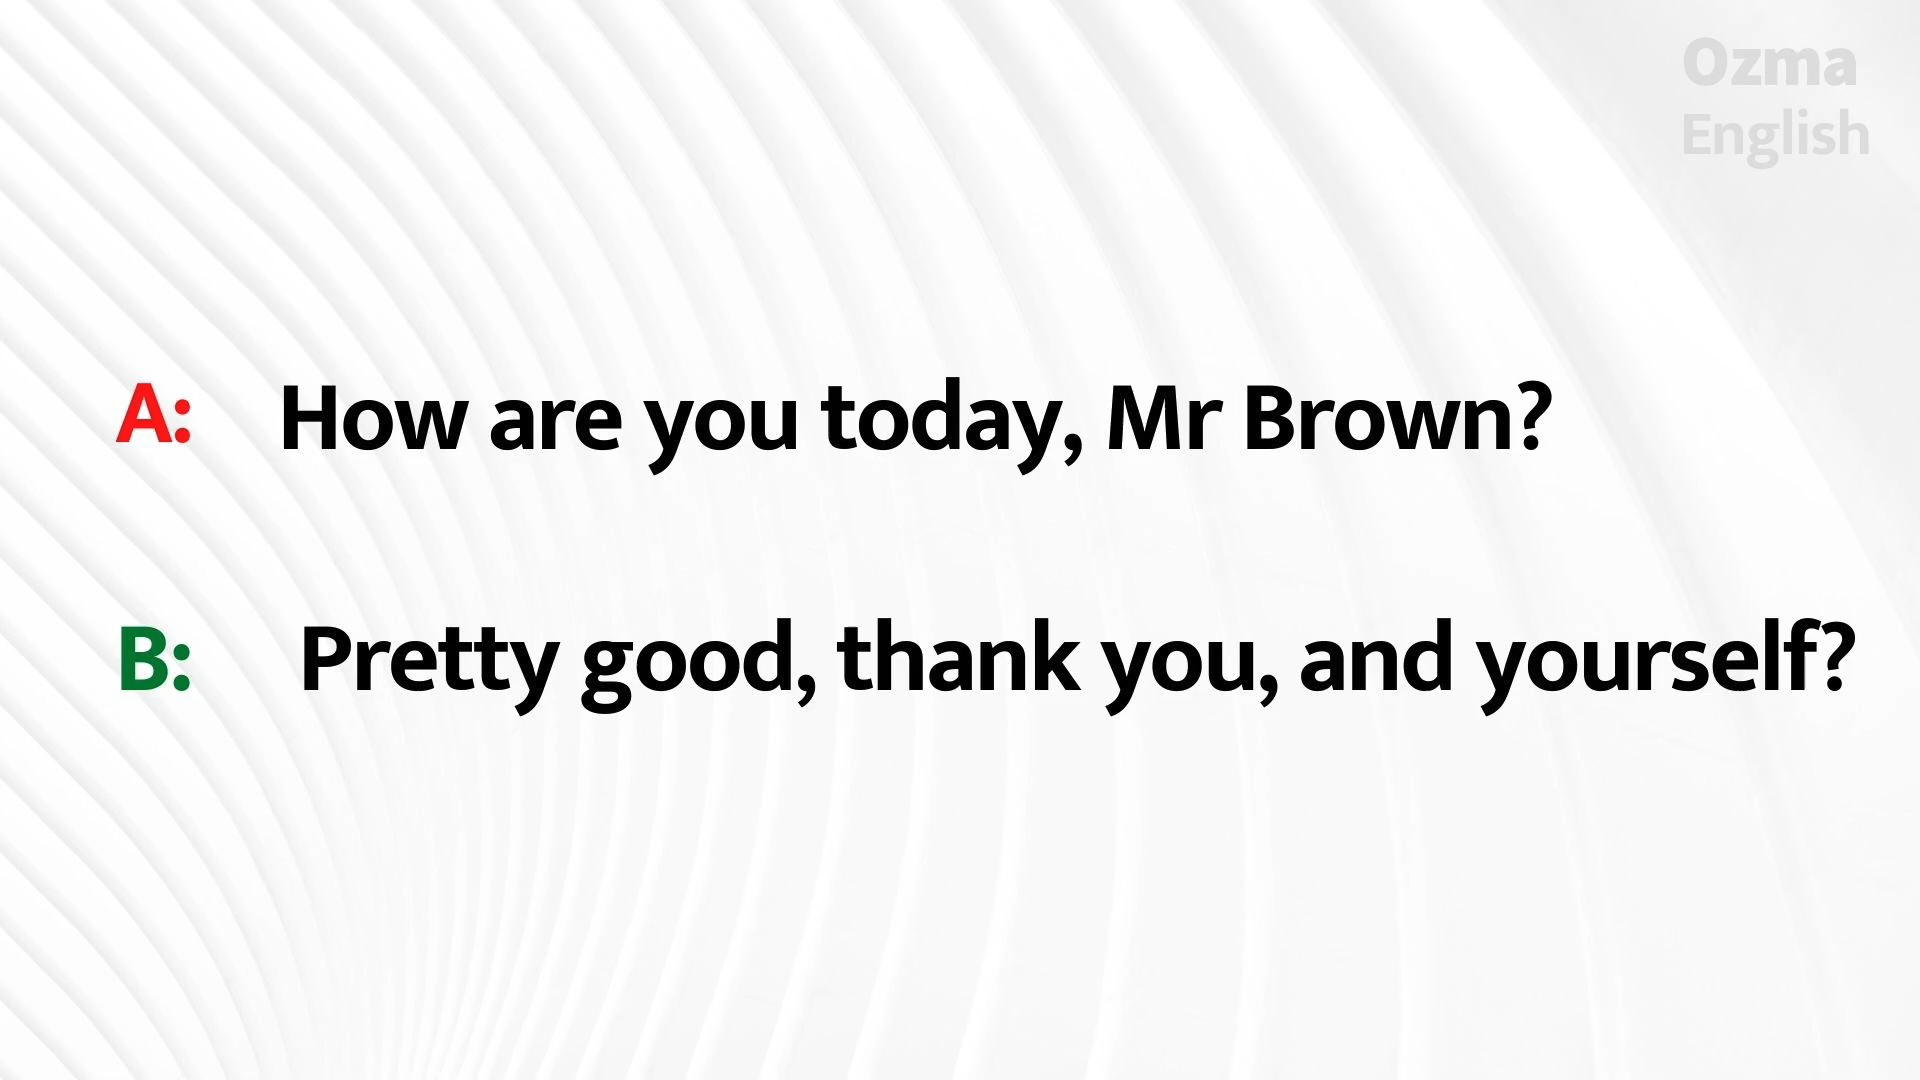 Ozma
English
A: How are you today, Mr Brown?
B: Pretty good, thank you, and yourself?